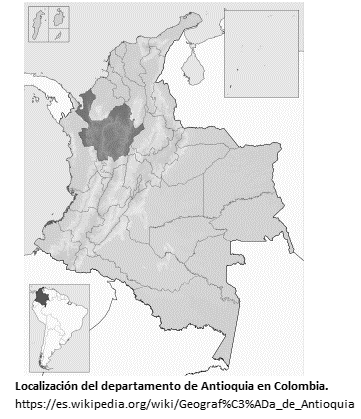 Localización del departamento de Antioquia en Colombia.
https://es.wikipedia.org/wiki/Geograf%C3%ADa_de_Antioquia